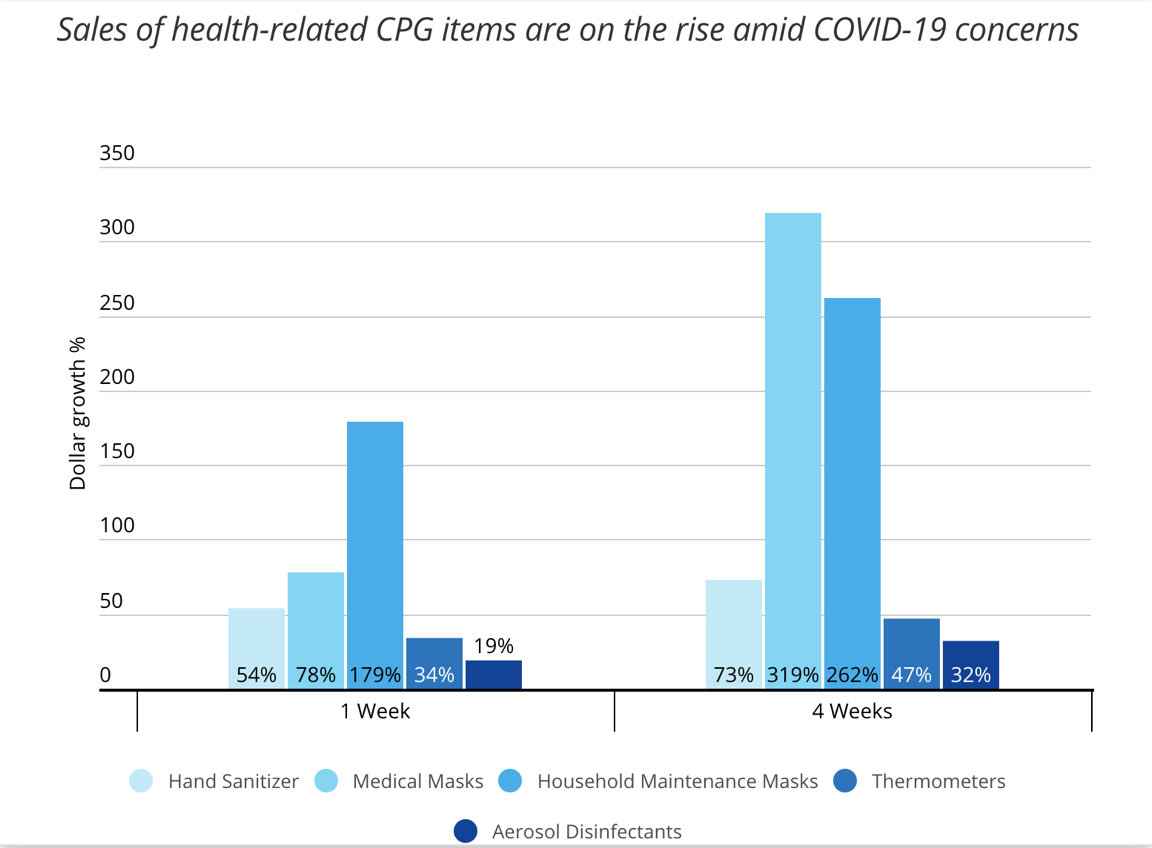 Sales of health-related CPG items are on the rise amid COVID-19 concerns
350
300
250
200
150
100
50
0
Dollar growth %
54% 78% 179% 34% 19%
73% 319% 262% 47% 32%
1 Week 4 Weeks
Hand Sanitizer Medical Masks Household Maintenance Masks Thermometers
Aerosol Disinfectants